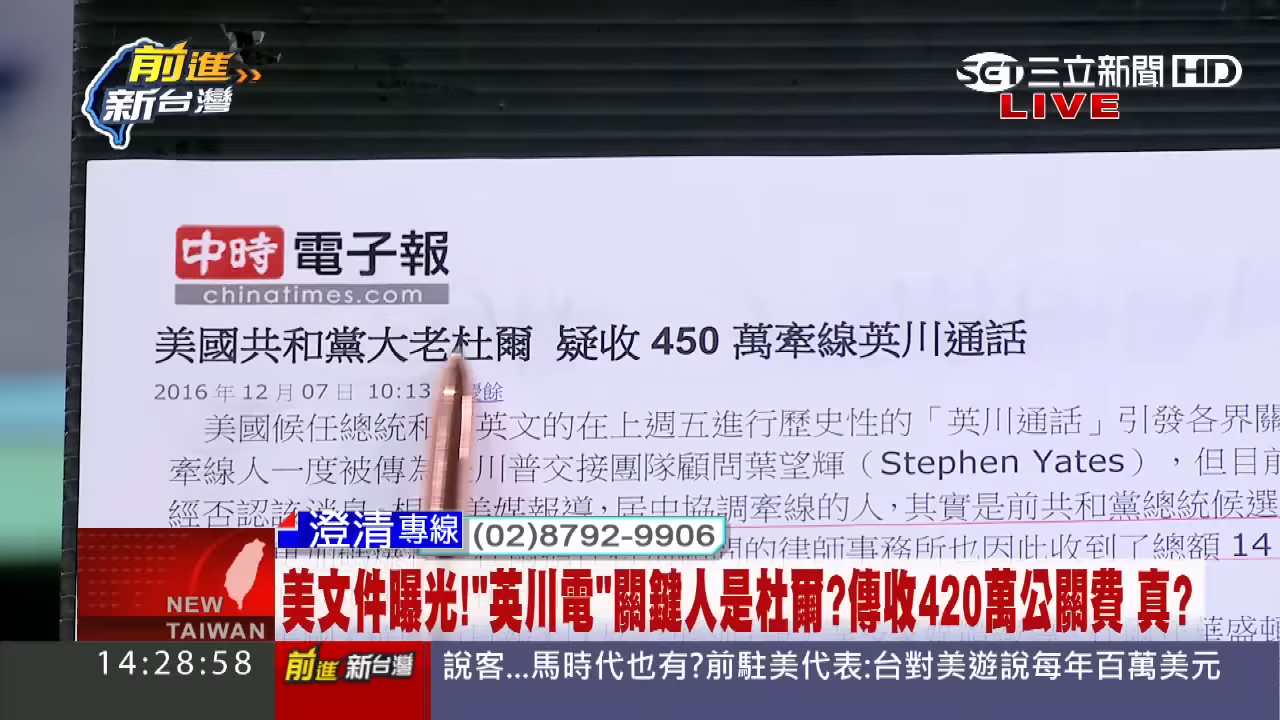 前進
新台灣
SET三立新聞HD
LIVE
中時電子報
chinatimes.com
美國共和黨大老杜爾 疑收 450 萬牽線英川通話
2016 年 12 月 07 日 10:13
美國候任總統和 英文的在上週五進行歷史性的「英川通話」引發各界關
牽線人一度被傳為 川普交接團隊顧問葉望輝（Stephen Yates），但目前
經否認該消息 美媒報導，居中協調牽線的人，其實是前共和黨總統候選
的律師事務所也因此收到了總額 14
澄清專線 (02)8792-9906
美文件曝光!"英川電"關鍵人是杜爾?傳收420萬公關費 真?
NEW
TAIWAN
華盛頓
14:28:58 前進新台灣 說客...馬時代也有?前駐美代表:台對美遊說每年百萬美元